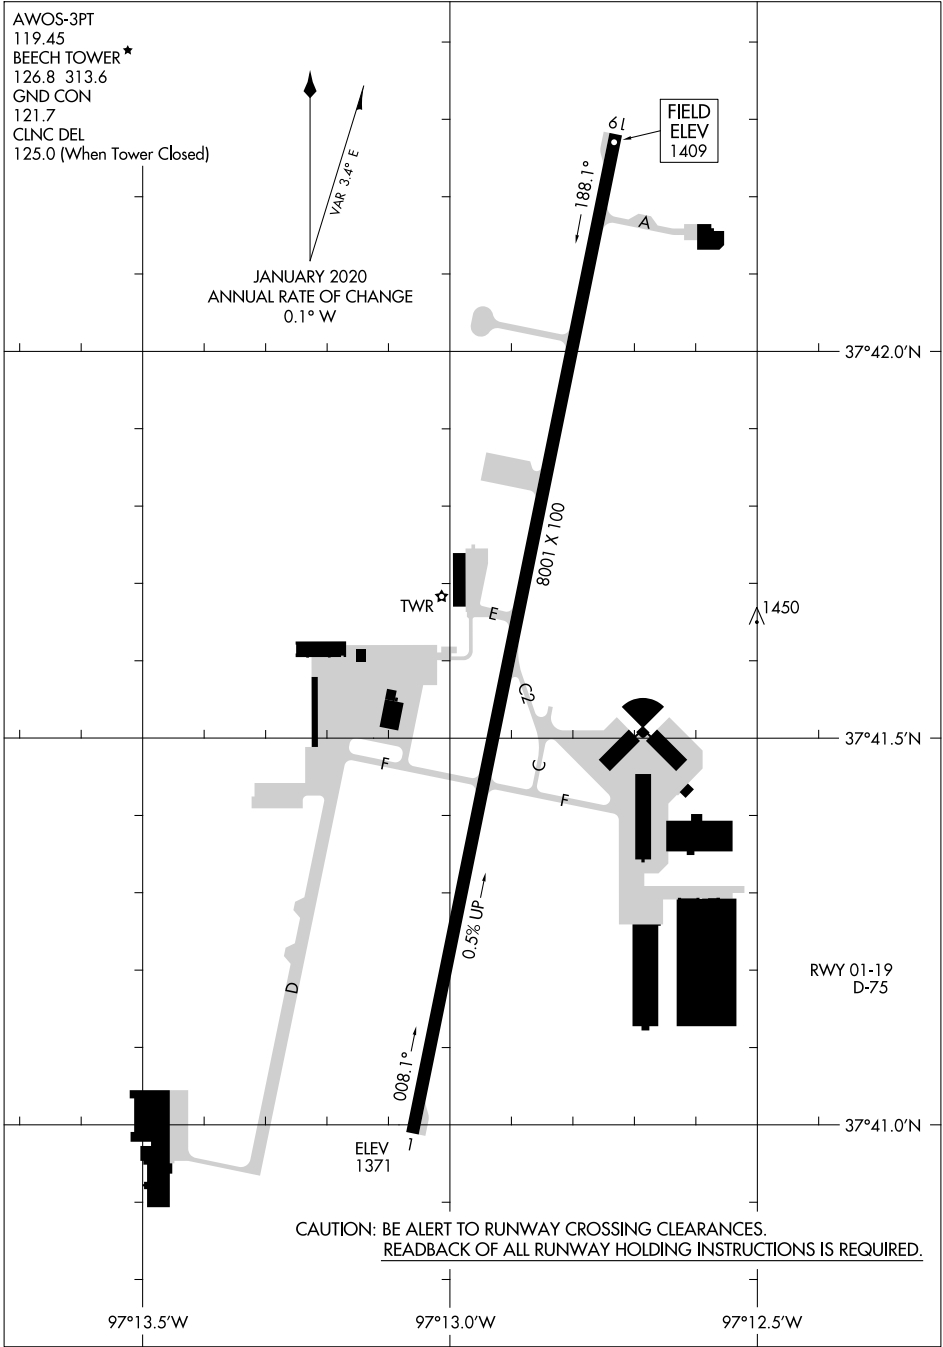 AWOS-3PT
119.45
BEECH TOWER★
126.8 313.6
GND CON
121.7
CLNC DEL
125.0 (When Tower Closed)
VAR 3.4° E
JANUARY 2020
ANNUAL RATE OF CHANGE
0.1° W
19
FIELD
ELEV
1409
188.1°
A
37°42.0'N
8001 X 100
TWR
E
1450
C2
37°41.5'N
F
C
F
0.5% UP
D
RWY 01-19
D-75
008.1°
37°41.0'N
1
ELEV
1371
CAUTION: BE ALERT TO RUNWAY CROSSING CLEARANCES.
READBACK OF ALL RUNWAY HOLDING INSTRUCTIONS IS REQUIRED.
97°13.5'W
97°13.0'W
97°12.5'W